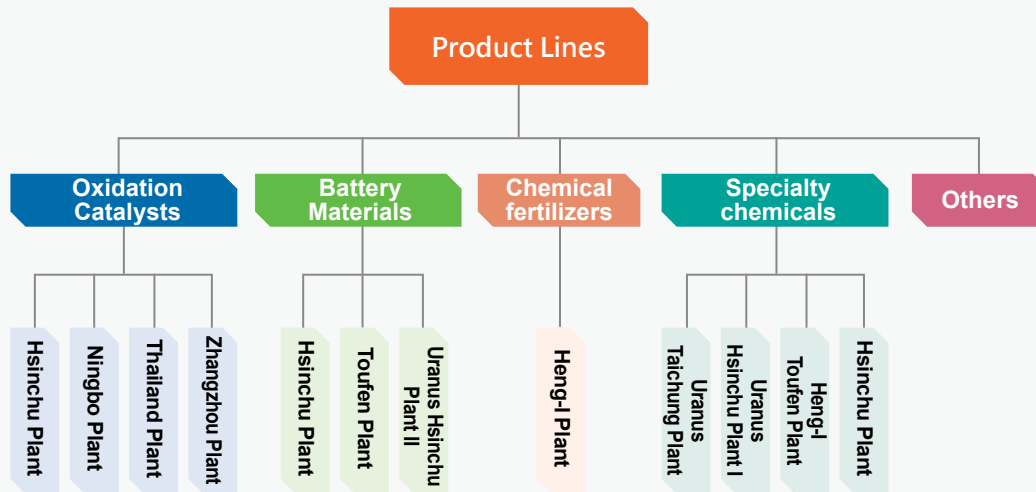 Product Lines
Oxidation
Catalysts
Battery
Materials
Chemical
fertilizers
Specialty
chemicals
Others
Hsinchu Plant
Ningbo Plant
Thailand Plant
Zhangzhou Plant
Hsinchu Plant
Toufen Plant
Uranus Hsinchu
Plant II
Heng-I Plant
Uranus
Taichung Plant
Uranus
Hsinchu Plant I
Heng-I
Toufen Plant
Hsinchu Plant